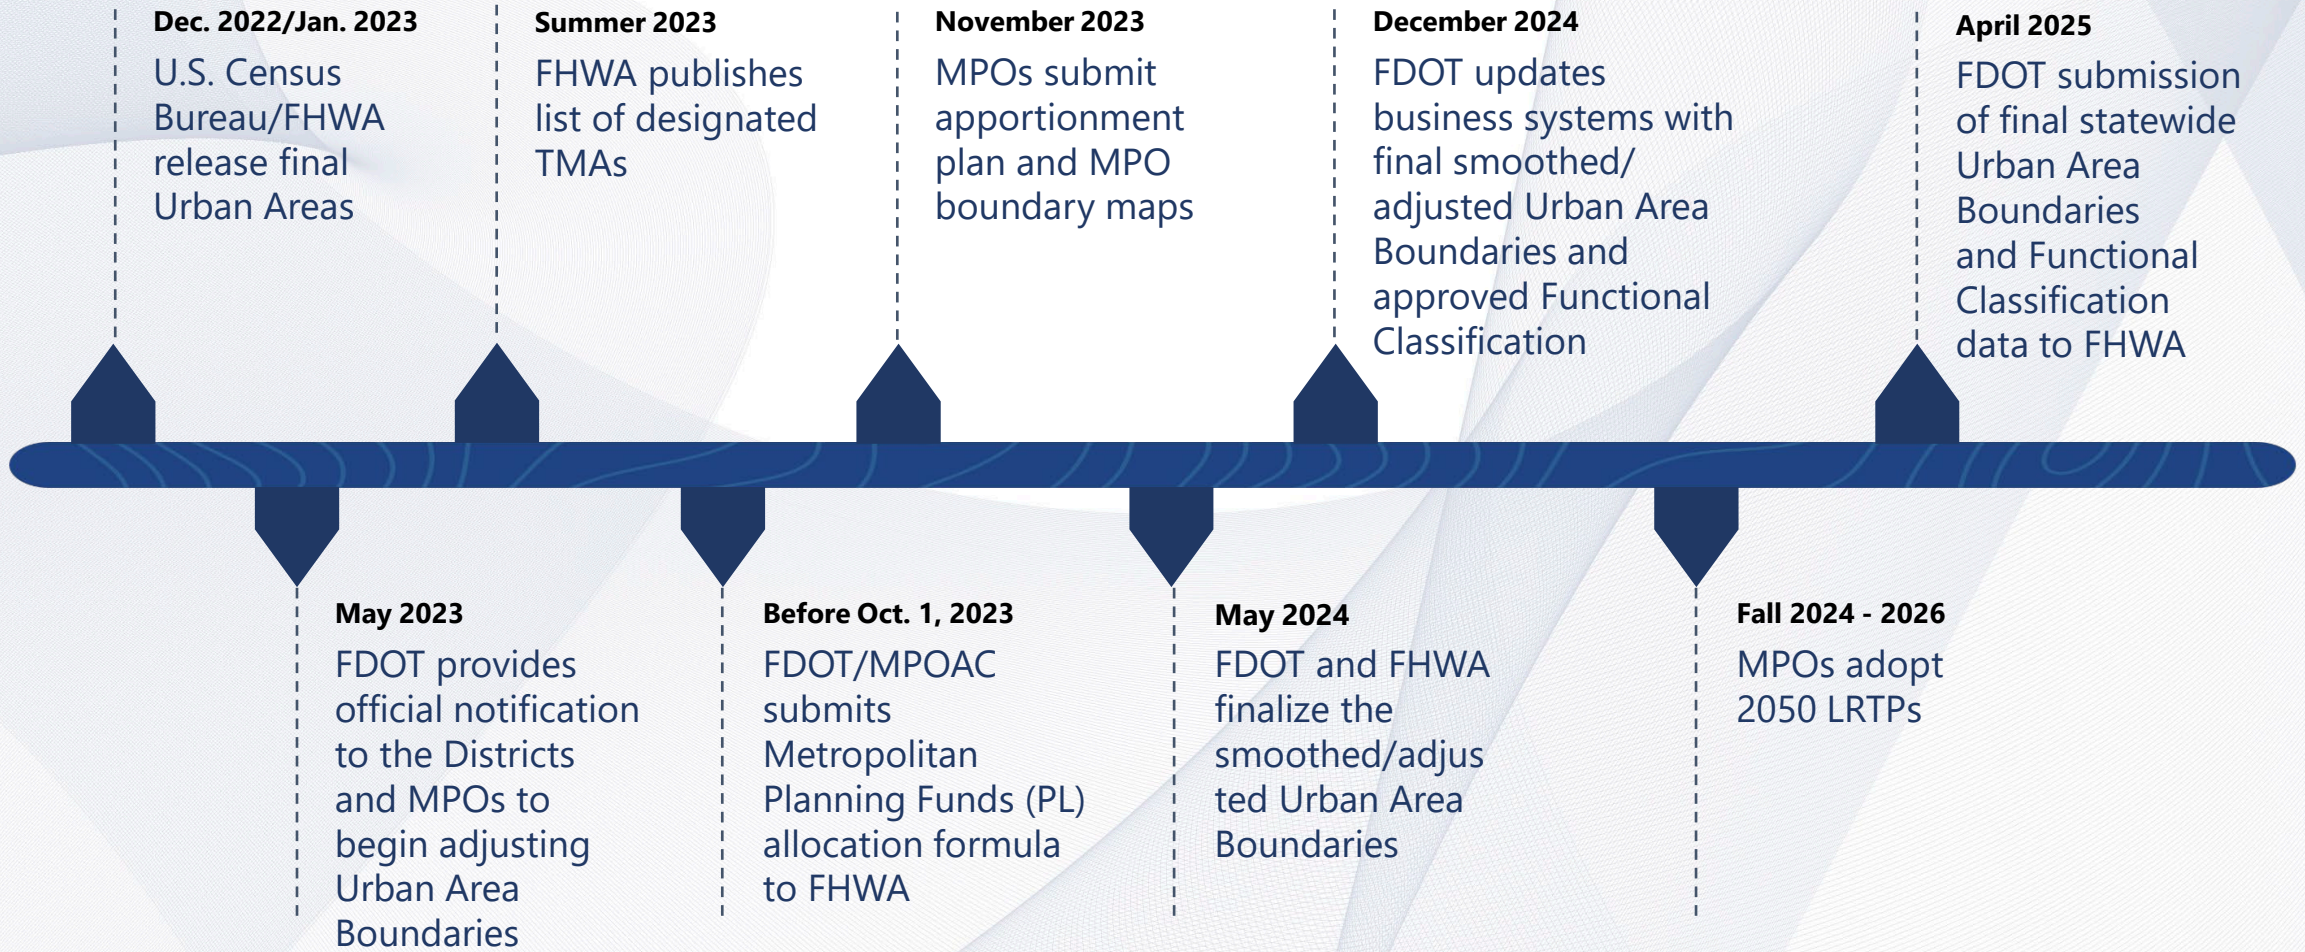 Dec. 2022/Jan. 2023
U.S. Census
Bureau/FHWA
release final
Urban Areas
Summer 2023
FHWA publishes
list of designated
TMAs
November 2023
MPOs submit
apportionment
plan and MPO
boundary maps
December 2024
FDOT updates
business systems with
final smoothed/
adjusted Urban Area
Boundaries and
approved Functional
Classification
April 2025
FDOT submission
of final statewide
Urban Area
Boundaries
and Functional
Classification
data to FHWA
May 2023
FDOT provides
official notification
to the Districts
and MPOs to
begin adjusting
Urban Area
Boundaries
Before Oct. 1, 2023
FDOT/MPOAC
submits
Metropolitan
Planning Funds (PL)
allocation formula
to FHWA
May 2024
FDOT and FHWA
finalize the
smoothed/adjus
ted Urban Area
Boundaries
Fall 2024 - 2026
MPOs adopt
2050 LRTPs